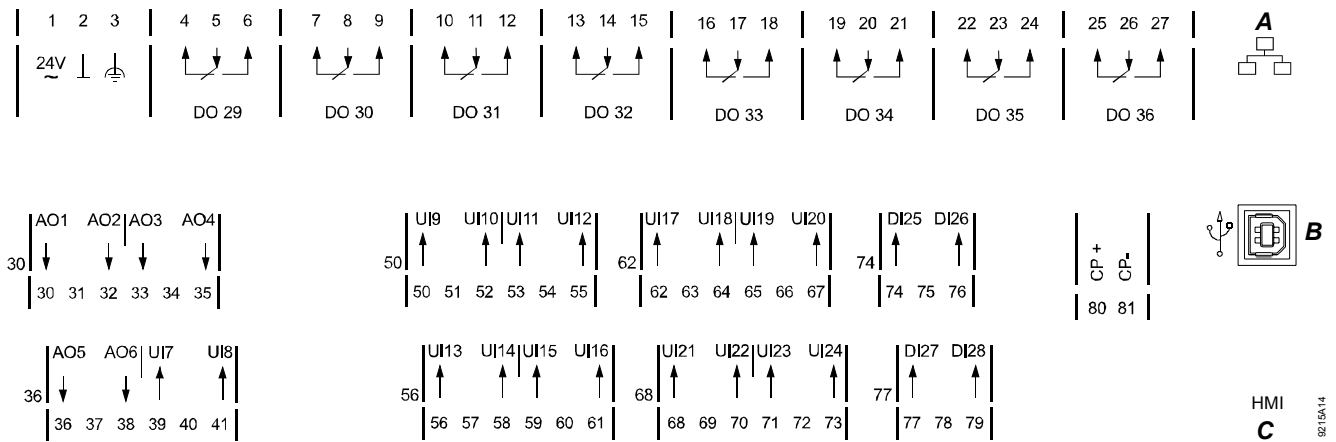 1 2 3 4 5 6 7 8 9 10 11 12 13 14 15 16 17 18 19 20 21 22 23 24 25 26 27 A
24V ~
DO 29 DO 30 DO 31 DO 32 DO 33 DO 34 DO 35 DO 36
AO1 AO2 AO3 AO4 UI9 UI10 UI11 UI12 UI17 UI18 UI19 UI20 DI25 DI26
CP+ CP- B
30 50 62 74
30 31 32 33 34 35 50 51 52 53 54 55 62 63 64 65 66 67 74 75 76 80 81
AO5 AO6 UI7 UI8 UI13 UI14 UI15 UI16 UI21 UI22 UI23 UI24 DI27 DI28
36 56 68 77
36 37 38 39 40 41 56 57 58 59 60 61 68 69 70 71 72 73 77 78 79
HMI
C
9215A14